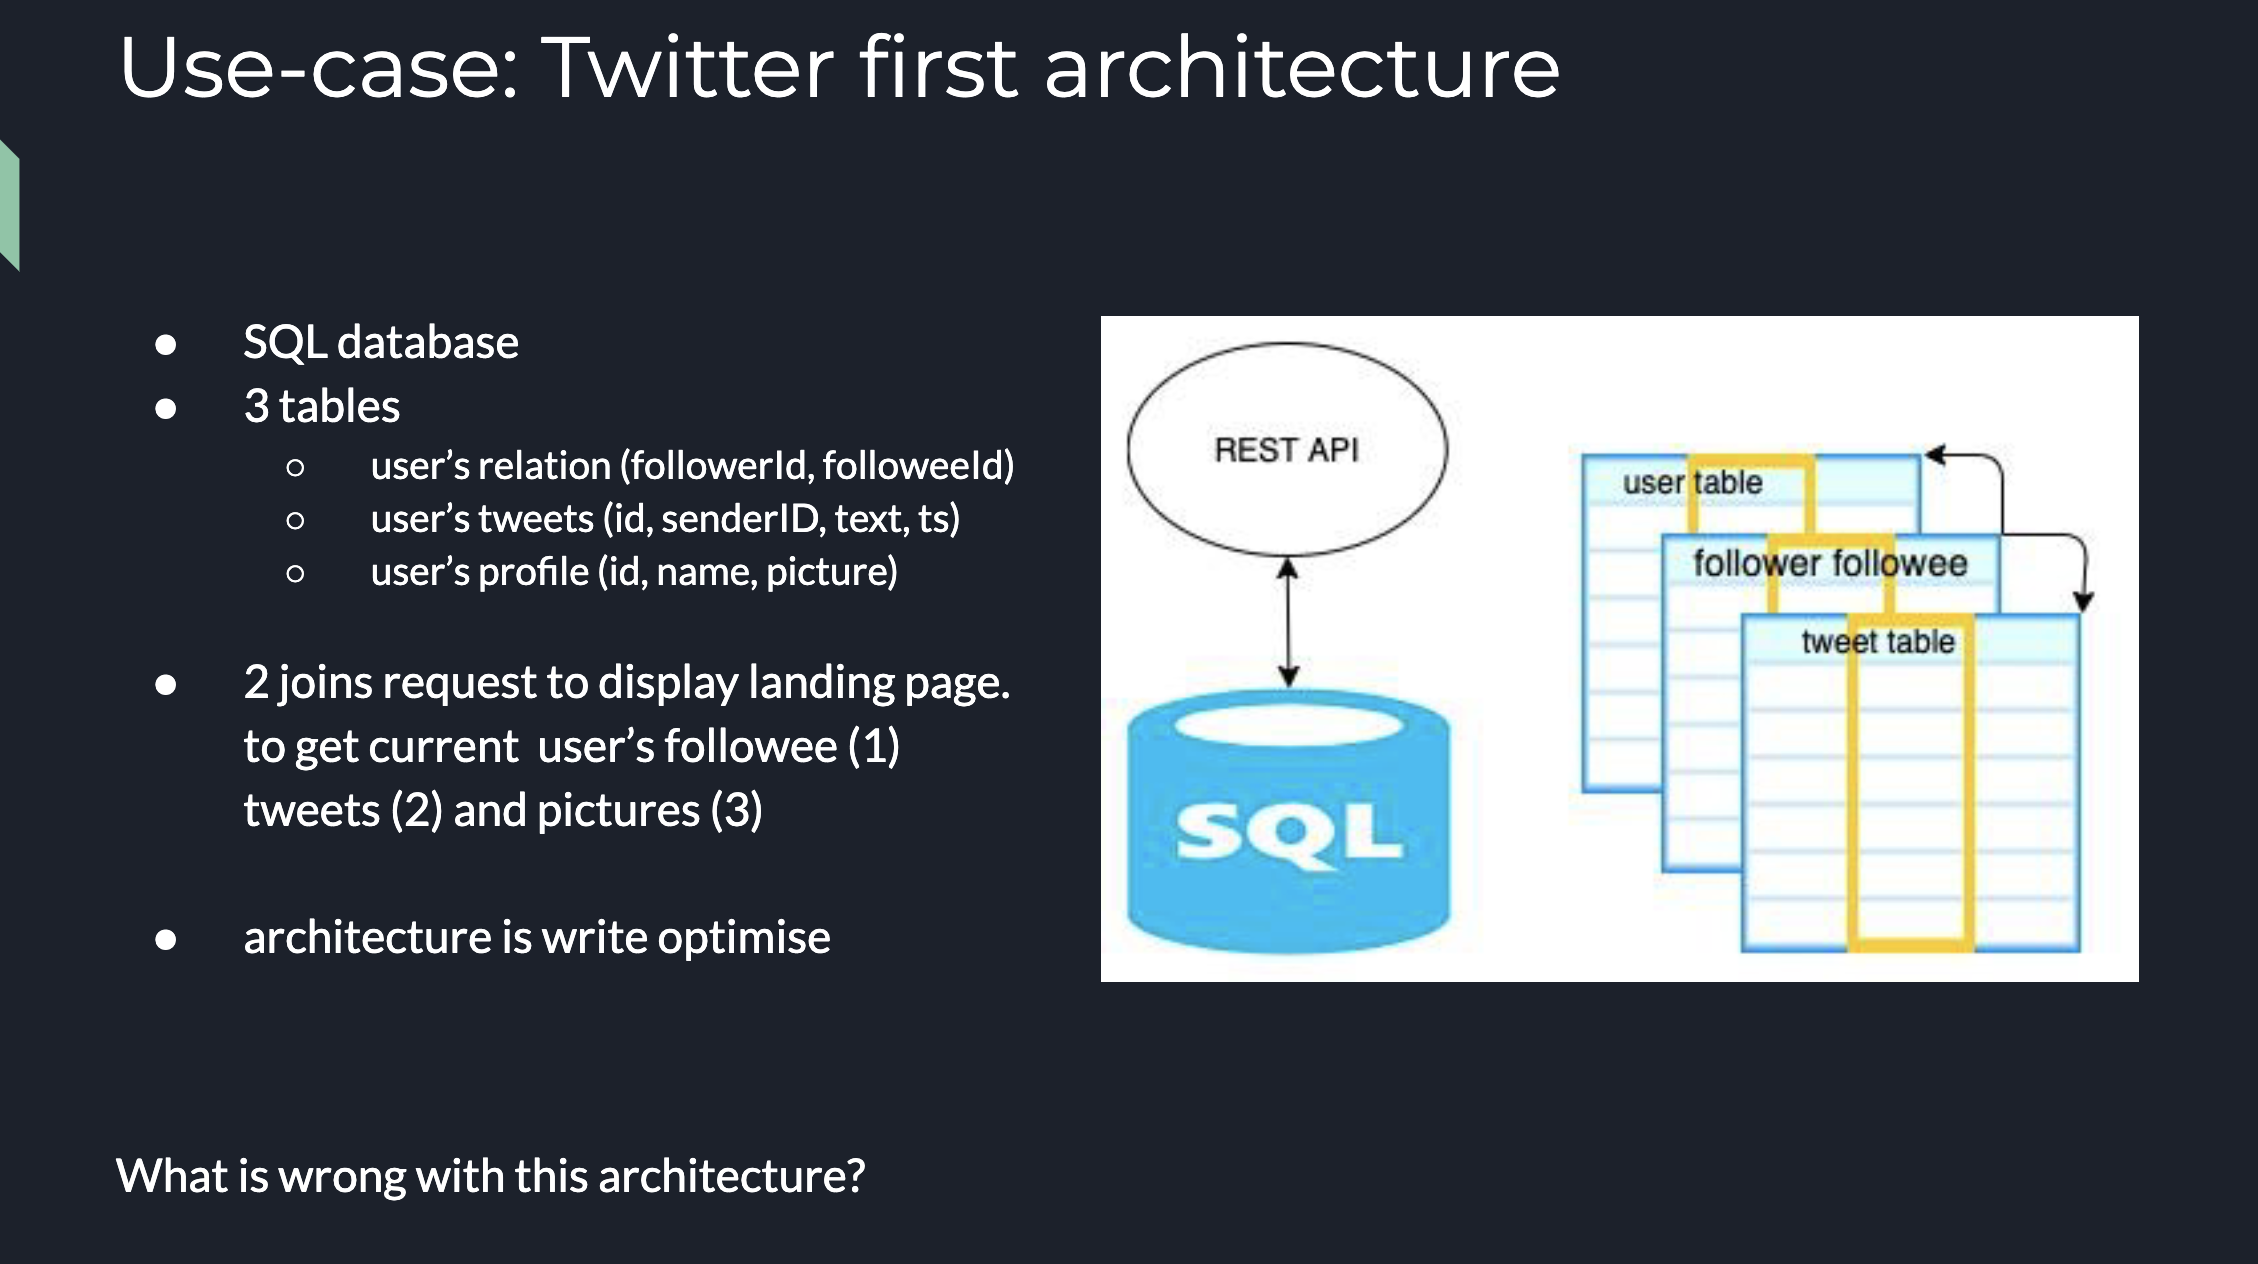 Use-case: Twitter first architecture
● SQL database
● 3 tables
○ user’s relation (followerId, followeeId)
○ user’s tweets (id, senderID, text, ts)
○ user’s profile (id, name, picture)
● 2 joins request to display landing page.
to get current  user’s followee (1)
tweets (2) and pictures (3)
● architecture is write optimise
REST API
SQL
user table
follower followee
tweet table
What is wrong with this architecture?